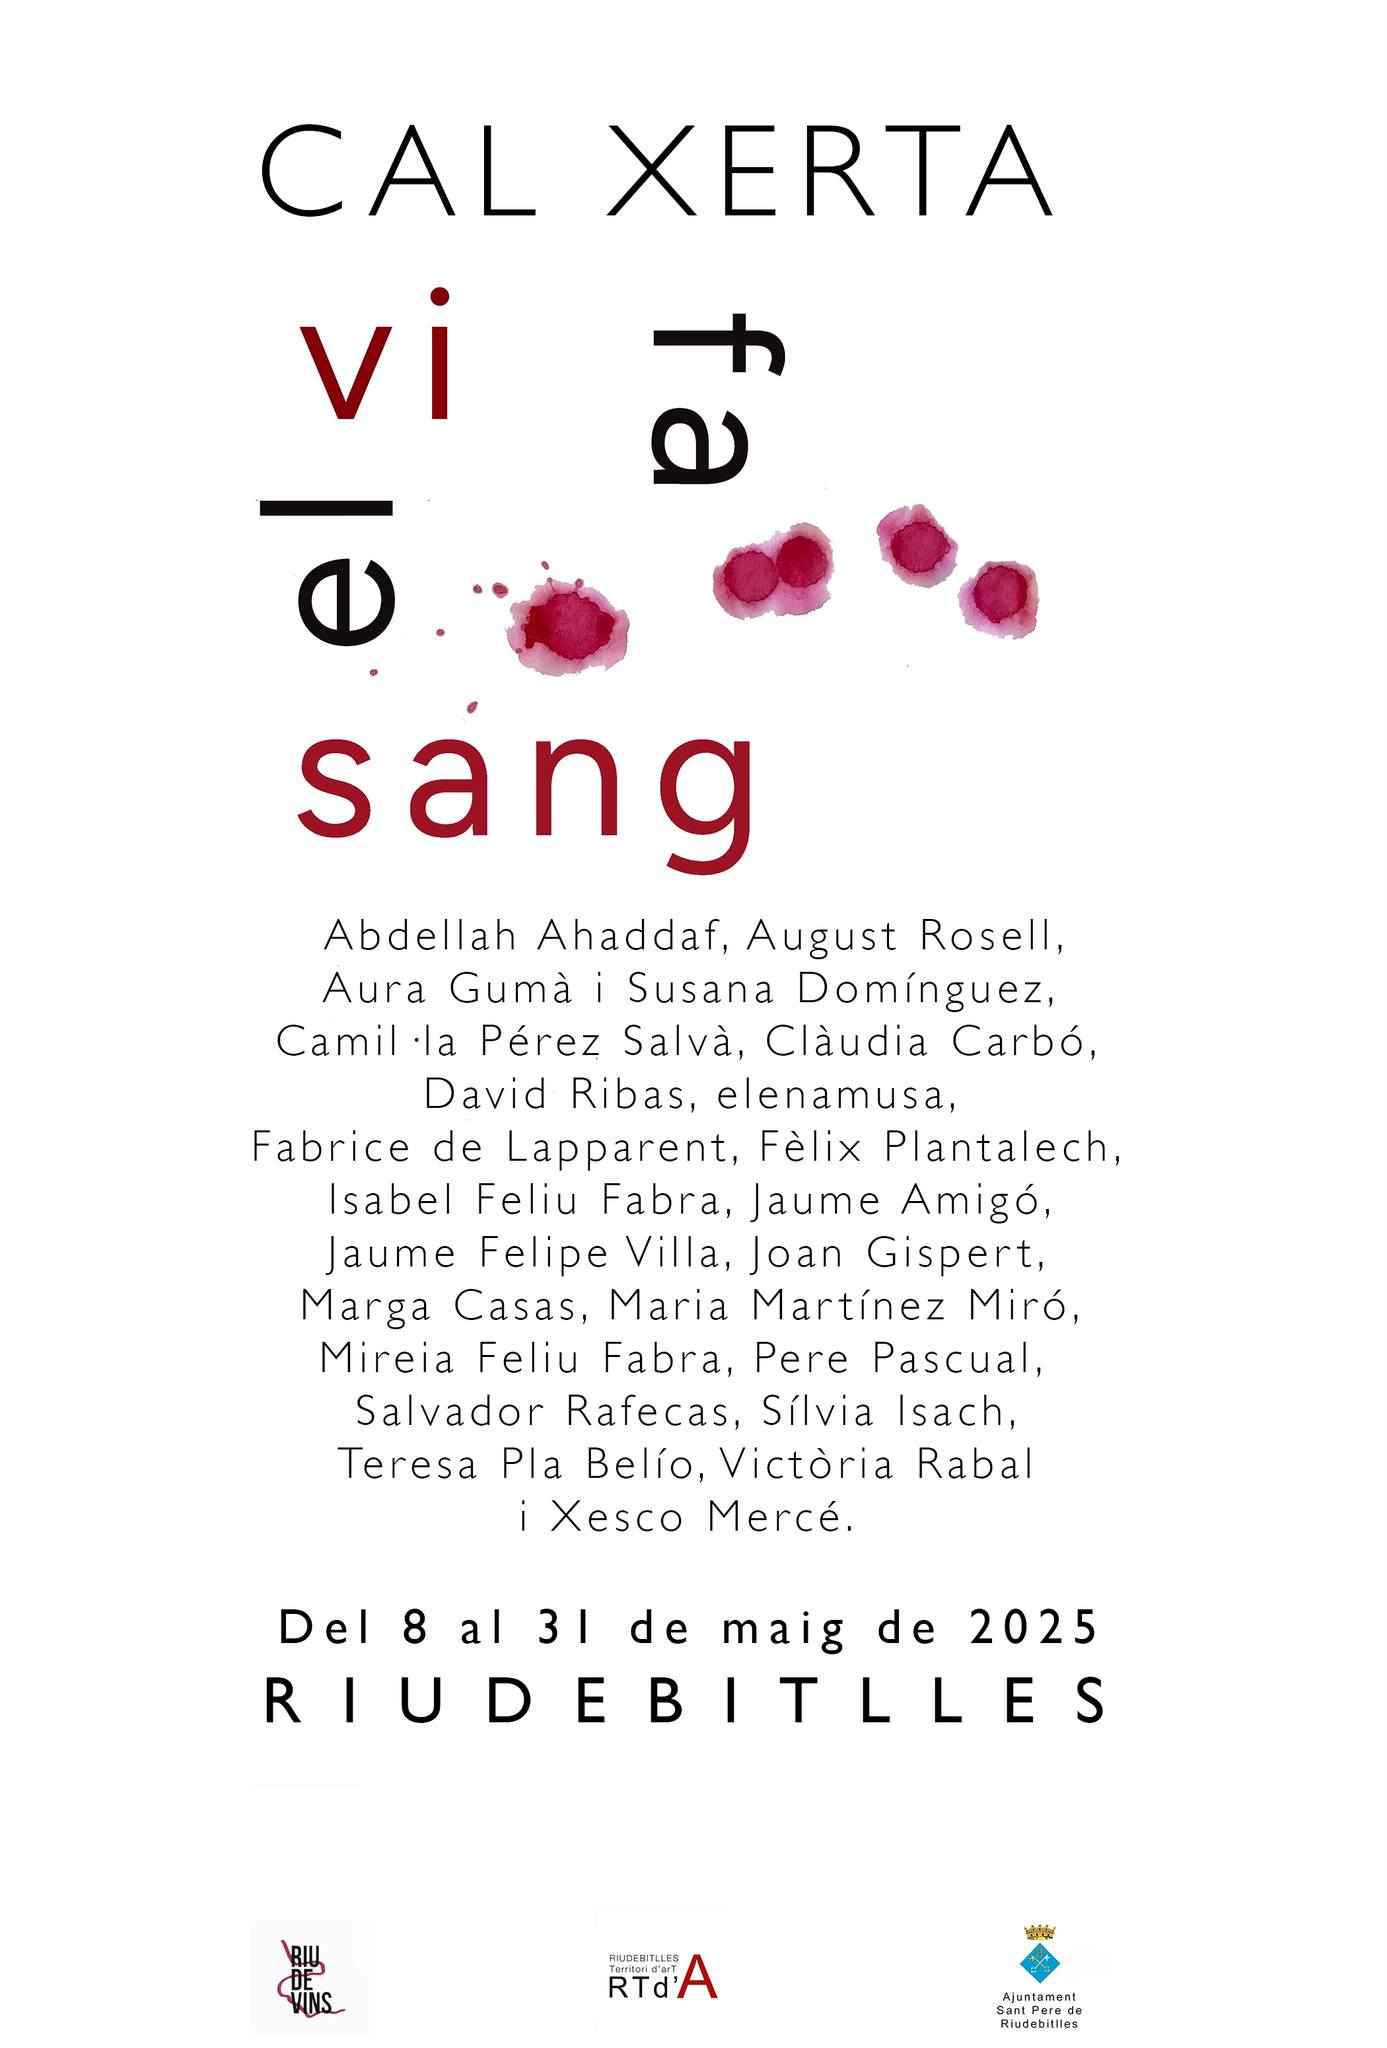 CAL XERTA
el
vi
fa
sang
Abdellah Ahaddaf, August Rosell,
Aura Gumà i Susana Domínguez,
Camil·la Pérez Salvà, Clàudia Carbó,
David Ribas, elenamusa,
Fabrice de Lapparent, Fèlix Plantalech,
Isabel Feliu Fabra, Jaume Amigó,
Jaume Felipe Villa, Joan Gispert,
Marga Casas, Maria Martínez Miró,
Mireia Feliu Fabra, Pere Pascual,
Salvador Rafecas, Sílvia Isach,
Teresa Pla Belío, Victòria Rabal
i Xesco Mercé.
Del 8 al 31 de maig de 2025
RIUDEBITLLES
RIU
DE
VINS
RIUDEBITLLES
Territori d'arT
RTd'A
Ajuntament
Sant Pere de
Riudebitlles